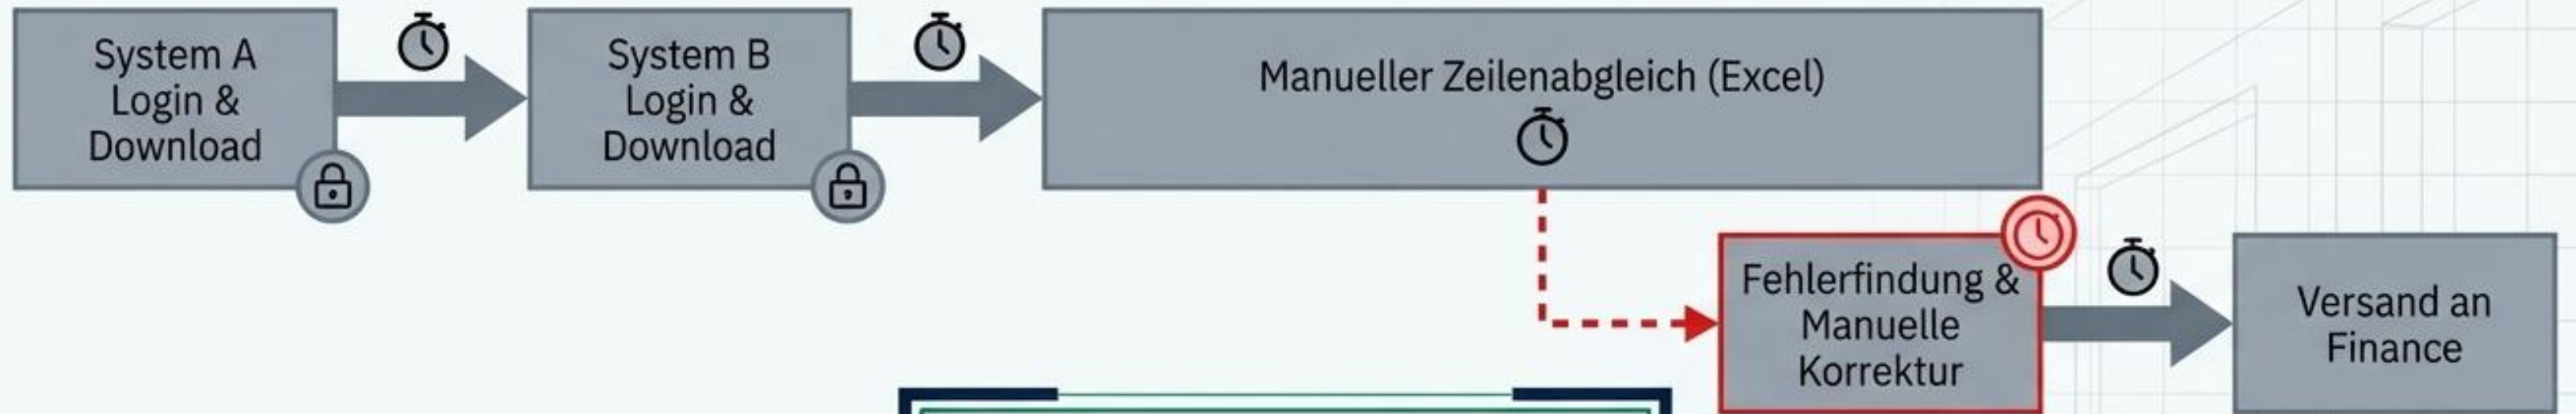 System A
Login &
Download
System B
Login &
Download
Manueller Zeilenabgleich (Excel)
Fehlerfindung &
Manuelle
Korrektur
Versand an
Finance